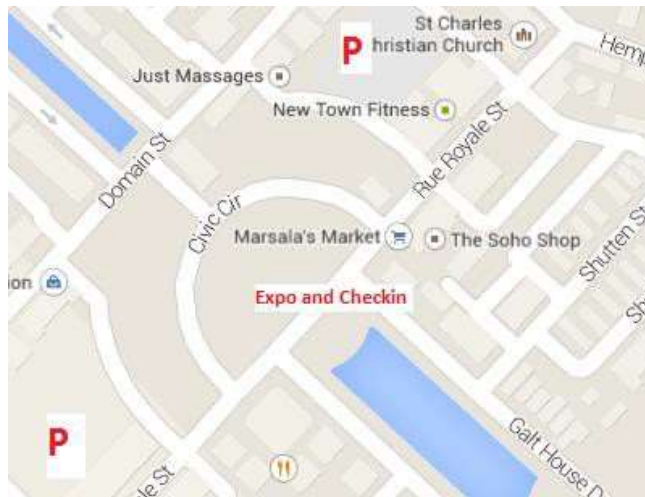 St Charles
P
hristian Church
Hemp
Just Massages
New Town Fitness
Domain St
Rue Royale St
Civic Cir
Marsala's Market
The Soho Shop
Shutten St
ion
Expo and Checkin
Sh
P
Galt House D
le St